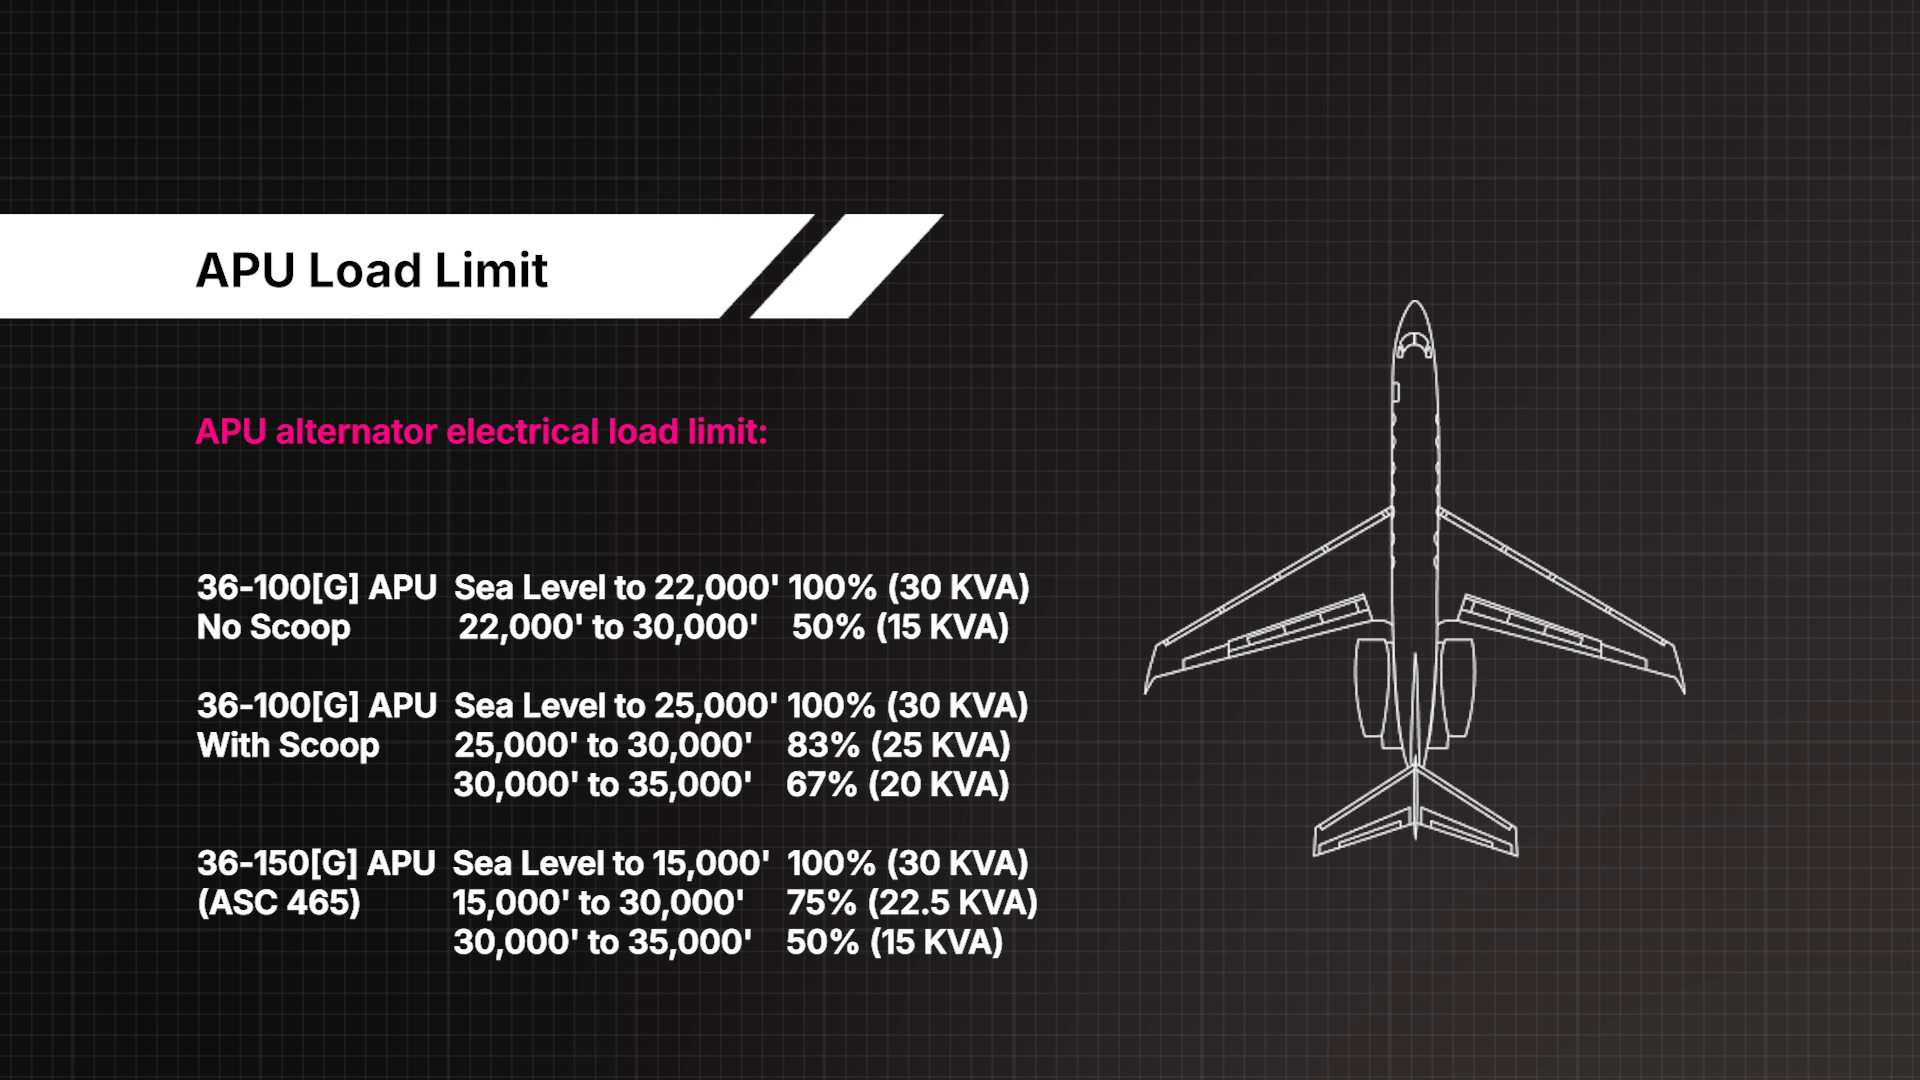 APU Load Limit
APU alternator electrical load limit:
36-100[G] APU Sea Level to 22,000' 100% (30 KVA)
No Scoop 22,000' to 30,000' 50% (15 KVA)
36-100[G] APU Sea Level to 25,000' 100% (30 KVA)
With Scoop 25,000' to 30,000' 83% (25 KVA)
30,000' to 35,000' 67% (20 KVA)
36-150[G] APU Sea Level to 15,000' 100% (30 KVA)
(ASC 465) 15,000' to 30,000' 75% (22.5 KVA)
30,000' to 35,000' 50% (15 KVA)